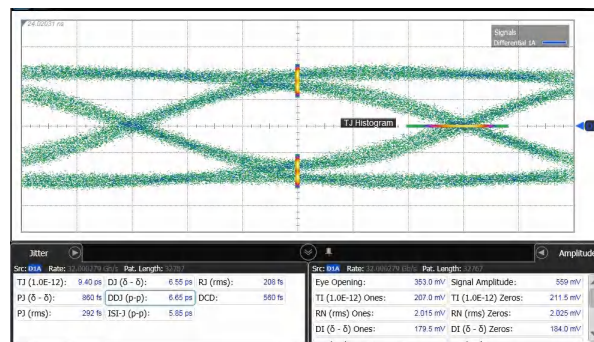 24.02031 ns
Signals
Differential 1A
TJ Histogram
Jitter
Amplitude
Src: D1A Rate: 32.000279 Gb/s Pat. Length: 32767
TJ (1.0E-12): 9.40 ps DJ (δ - δ): 6.55 ps RJ (rms): 208 fs
PJ (δ - δ): 860 fs DDJ (p-p): 6.65 ps DCD: 560 fs
PJ (rms): 292 fs ISI-J (p-p): 5.85 ps
Src: D1A Rate: 32.000279 Gb/s Pat. Length: 32767
Eye Opening: 353.0 mV Signal Amplitude: 559 mV
TI (1.0E-12) Ones: 207.0 mV TI (1.0E-12) Zeros: 211.5 mV
RN (rms) Ones: 2.015 mV RN (rms) Zeros: 2.025 mV
DI (δ - δ) Ones: 179.5 mV DI (δ - δ) Zeros: 184.0 mV